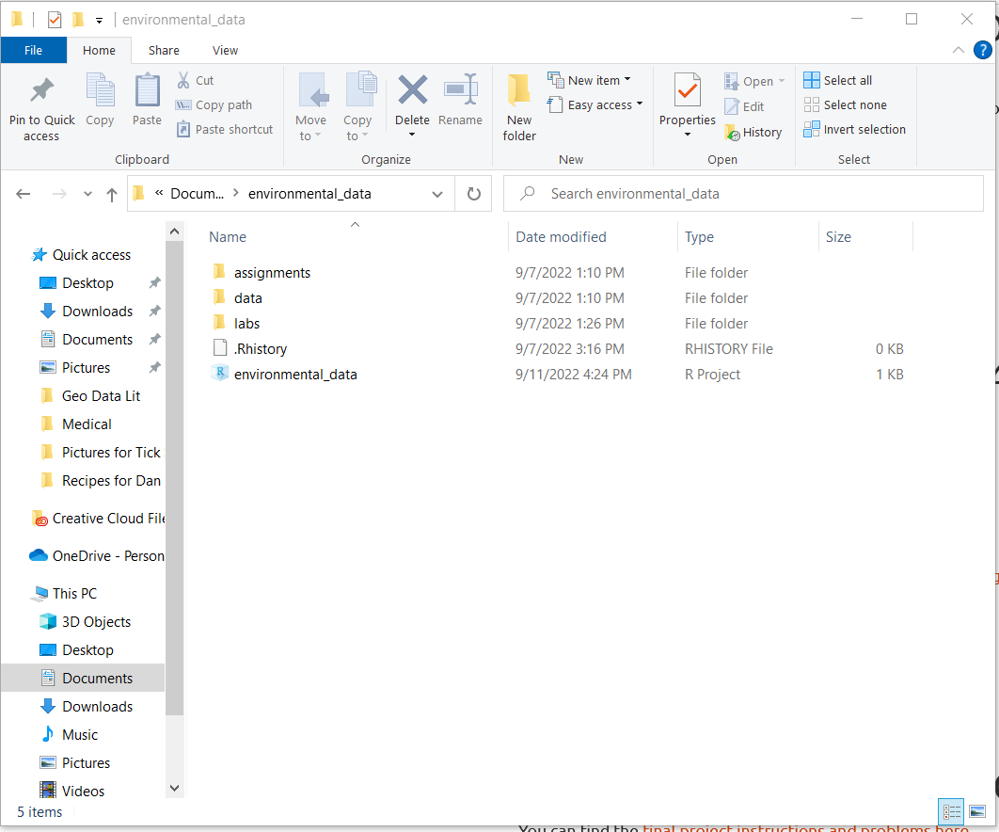 environmental_data
File Home Share View
Pin to Quick access
Copy
Paste
Cut
Copy path
Paste shortcut
Clipboard
Move to
Copy to
Delete
Rename
Organize
New folder
New item
Easy access
New
Properties
Open
Edit
History
Open
Select all
Select none
Invert selection
Select
« Docum... > environmental_data
Search environmental_data
Quick access
Desktop
Downloads
Documents
Pictures
Geo Data Lit
Medical
Pictures for Tick
Recipes for Dan
Creative Cloud File
OneDrive - Person
This PC
3D Objects
Desktop
Documents
Downloads
Music
Pictures
Videos
Name Date modified Type Size
assignments 9/7/2022 1:10 PM File folder
data 9/7/2022 1:10 PM File folder
labs 9/7/2022 1:26 PM File folder
.Rhistory 9/7/2022 3:16 PM RHISTORY File 0 KB
environmental_data 9/11/2022 4:24 PM R Project 1 KB
5 items
You can find the final project instructions and problems here